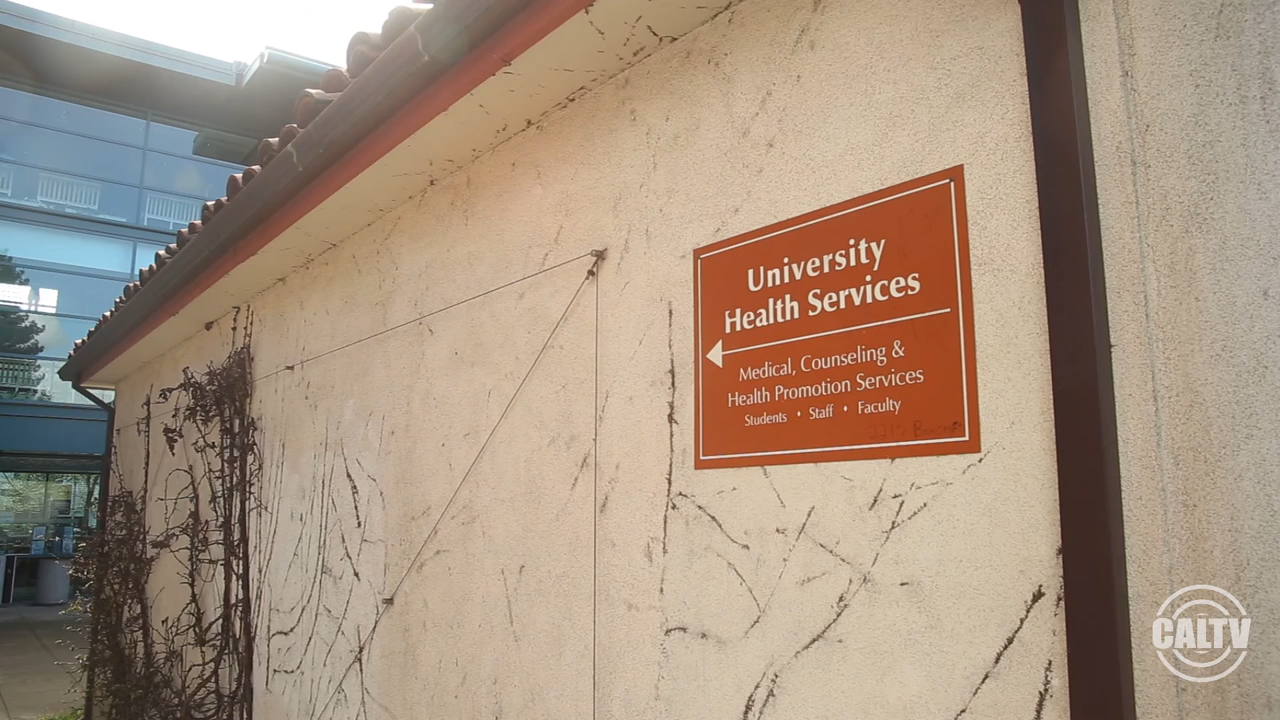 University
Health Services
Medical, Counseling &
Health Promotion Services
Students • Staff • Faculty
CALTV